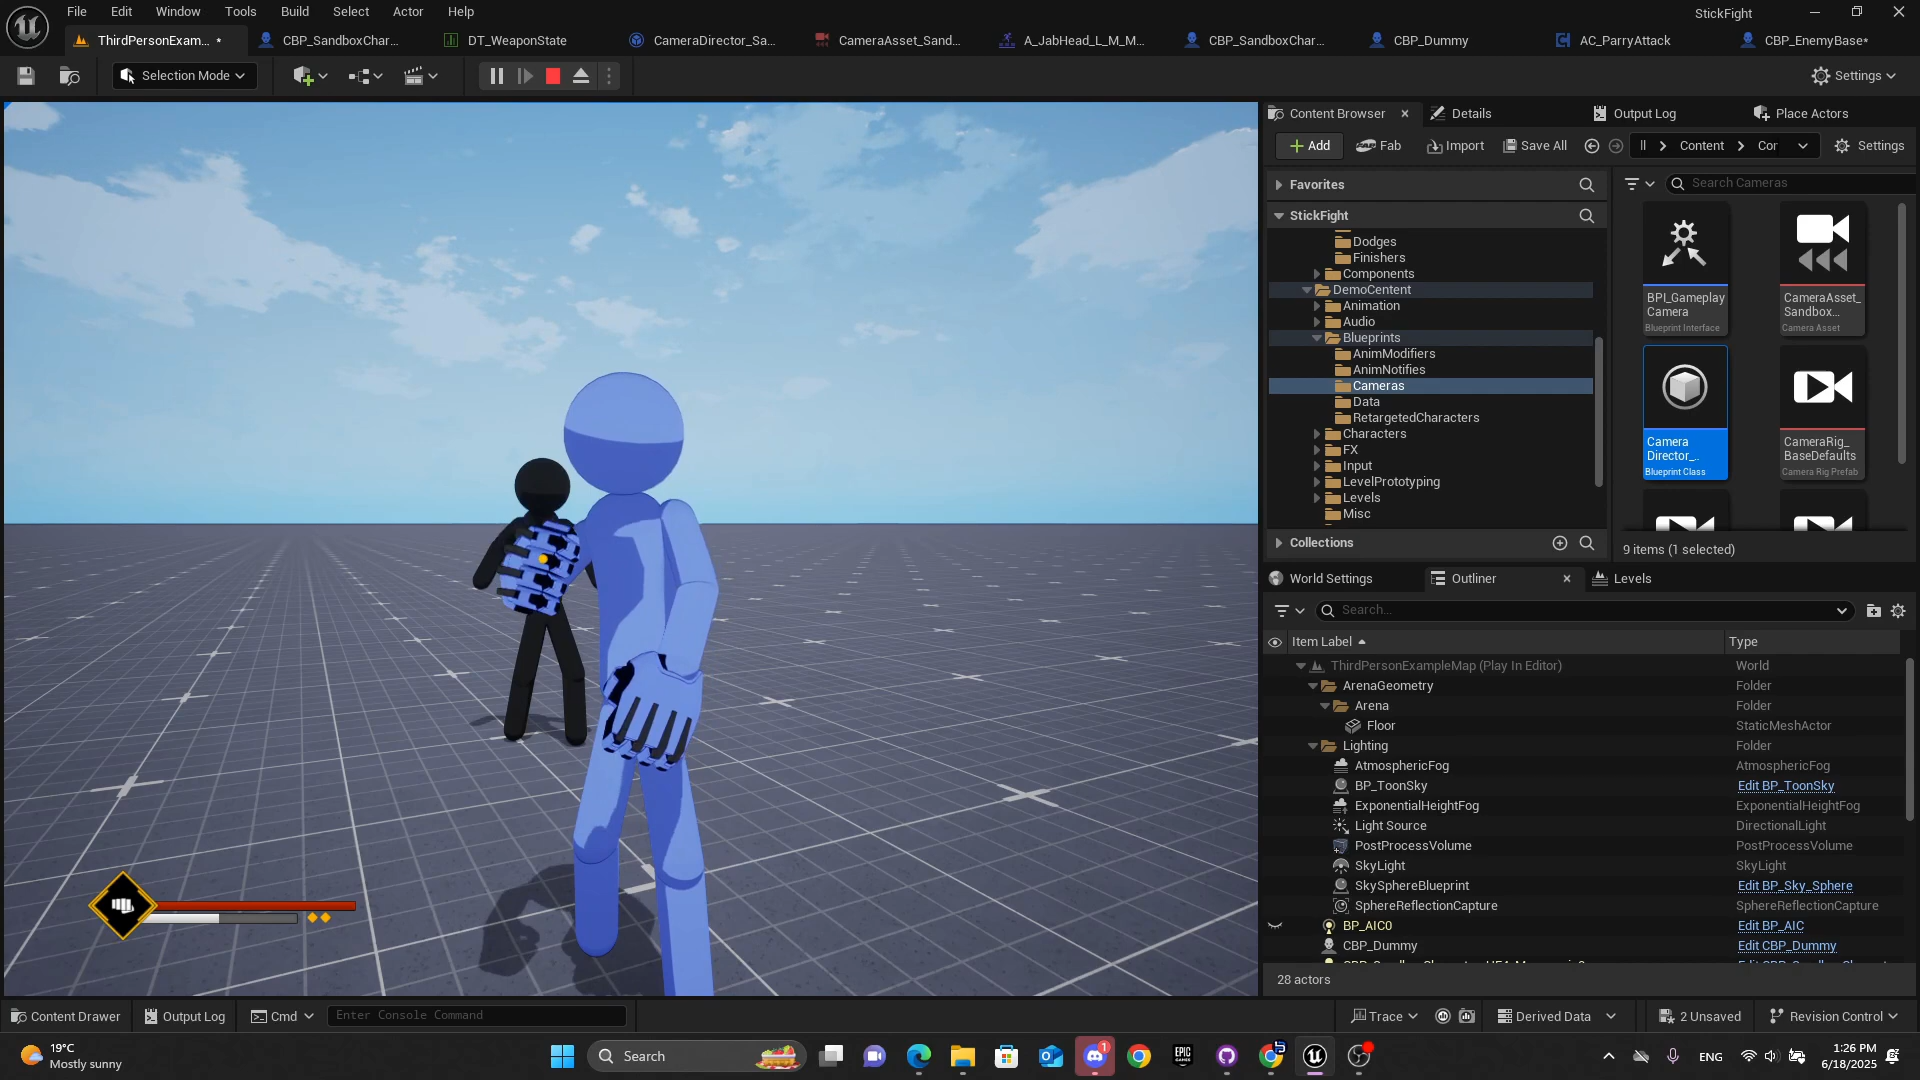 File Edit Window Tools Build Select Actor Help
StickFight
ThirdPersonExam... •
CBP_SandboxChar...
DT_WeaponState
CameraDirector_Sa...
CameraAsset_Sand...
A_JabHead_L_M_M...
CBP_SandboxChar...
CBP_Dummy
AC_ParryAttack
CBP_EnemyBase*
Selection Mode
Settings
Content Browser
Details
Output Log
Place Actors
Add
Fab
Import
Save All
ll > Content > Cor
Settings
Favorites
Search Cameras
StickFight
Dodges
Finishers
Components
DemoCentent
Animation
Audio
Blueprints
AnimModifiers
AnimNotifies
Cameras
Data
RetargetedCharacters
Characters
FX
Input
LevelPrototyping
Levels
Misc
Collections
BPI_Gameplay
Camera
Blueprint Interface
CameraAsset_
Sandbox...
Camera Asset
Camera
Director_..
Blueprint Class
CameraRig_
BaseDefaults
Camera Rig Prefab
9 items (1 selected)
World Settings
Outliner
Levels
Search...
Item Label
Type
ThirdPersonExampleMap (Play In Editor) World
ArenaGeometry Folder
Arena Folder
Floor StaticMeshActor
Lighting Folder
AtmosphericFog AtmosphericFog
BP_ToonSky Edit BP_ToonSky
ExponentialHeightFog ExponentialHeightFog
Light Source DirectionalLight
PostProcessVolume PostProcessVolume
SkyLight SkyLight
SkySphereBlueprint Edit BP_Sky_Sphere
SphereReflectionCapture SphereReflectionCapture
BP_AIC0 Edit BP_AIC
CBP_Dummy Edit CBP_Dummy
28 actors
Content Drawer
Output Log
Cmd
Enter Console Command
Trace
Derived Data
2 Unsaved
Revision Control
19°C
Mostly sunny
Search
1
ENG
1:26 PM
6/18/2025